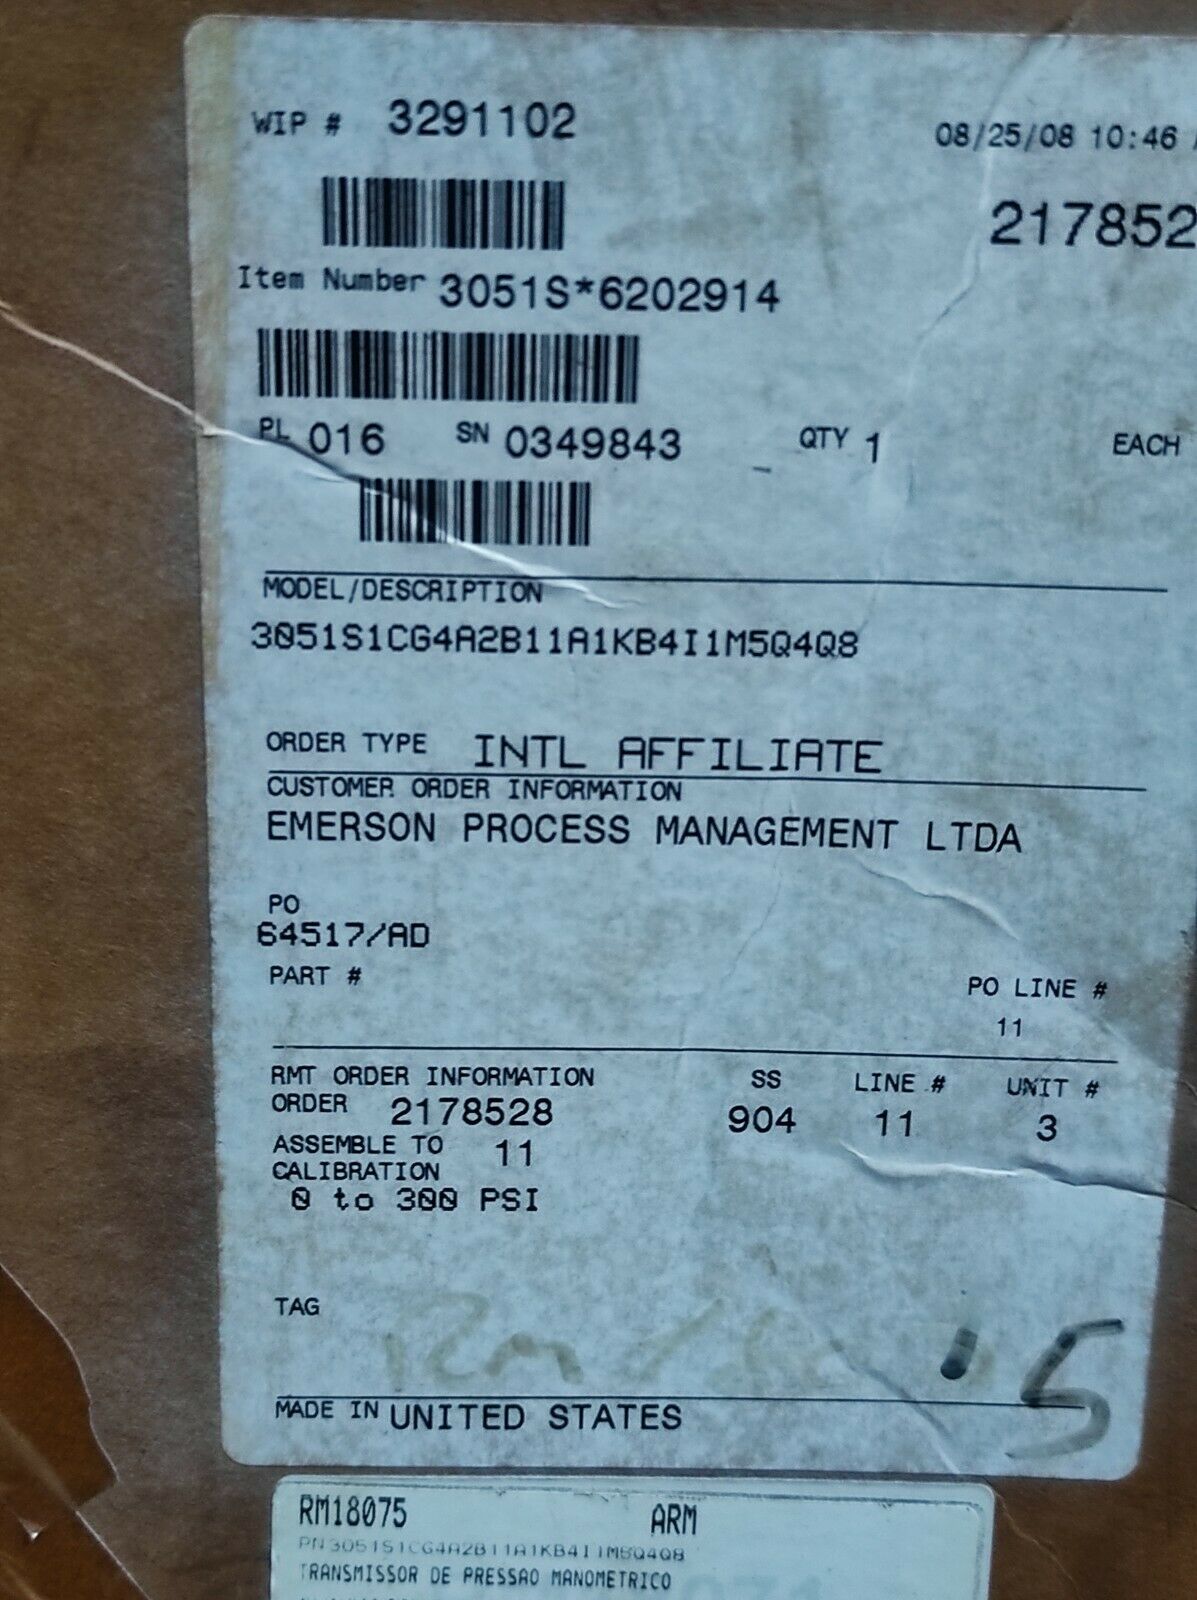 WIP # 3291102
08/25/08 10:46
217852
Item Number 3051S*6202914
PL 016 SN 0349843 QTY 1 EACH
MODEL/DESCRIPTION
3051S1CG4A2B11A1KB4I1M5Q4Q8
ORDER TYPE INTL AFFILIATE
CUSTOMER ORDER INFORMATION
EMERSON PROCESS MANAGEMENT LTDA
PO
64517/AD
PART #
PO LINE #
11
RMT ORDER INFORMATION SS LINE # UNIT #
ORDER 2178528 904 11 3
ASSEMBLE TO 11
CALIBRATION
0 to 300 PSI
TAG
5
MADE IN UNITED STATES
RM18075 ARM
PN3051S1CG4A2B11A1KB4I1M5Q4Q8
TRANSMISSOR DE PRESSAO MANOMETRICO